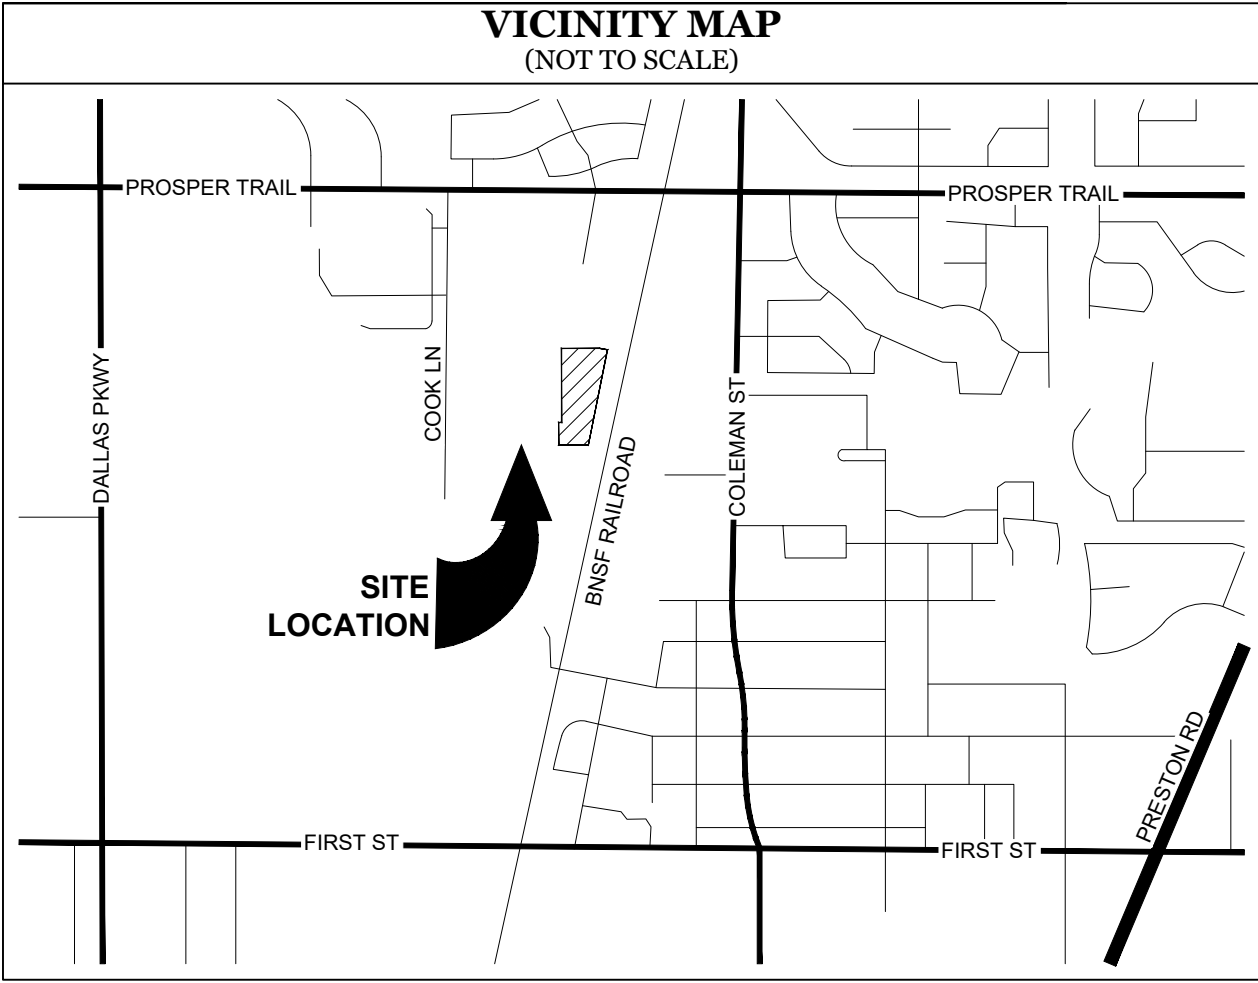 VICINITY MAP
(NOT TO SCALE)
PROSPER TRAIL
PROSPER TRAIL
DALLAS PKWY
COOK LN
COLEMAN ST
BNSF RAILROAD
SITE
LOCATION
PRESTON RD
FIRST ST
FIRST ST